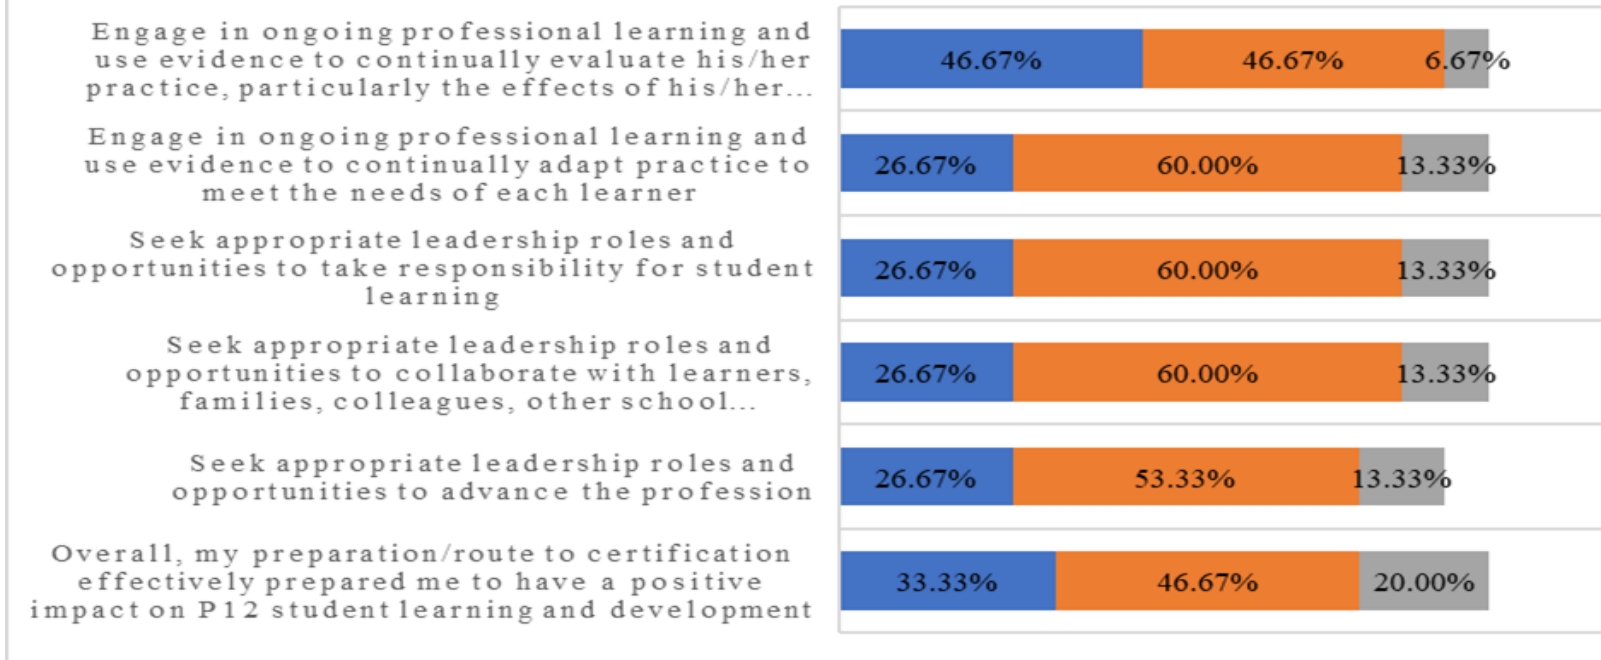 Engage in ongoing professional learning and
use evidence to continually evaluate his/her
practice, particularly the effects of his/her...
46.67% 46.67% 6.67%
Engage in ongoing professional learning and
use evidence to continually adapt practice to
meet the needs of each learner
26.67% 60.00% 13.33%
Seek appropriate leadership roles and
opportunities to take responsibility for student
learning
26.67% 60.00% 13.33%
Seek appropriate leadership roles and
opportunities to collaborate with learners,
families, colleagues, other school...
26.67% 60.00% 13.33%
Seek appropriate leadership roles and
opportunities to advance the profession
26.67% 53.33% 13.33%
Overall, my preparation/route to certification
effectively prepared me to have a positive
impact on P12 student learning and development
33.33% 46.67% 20.00%